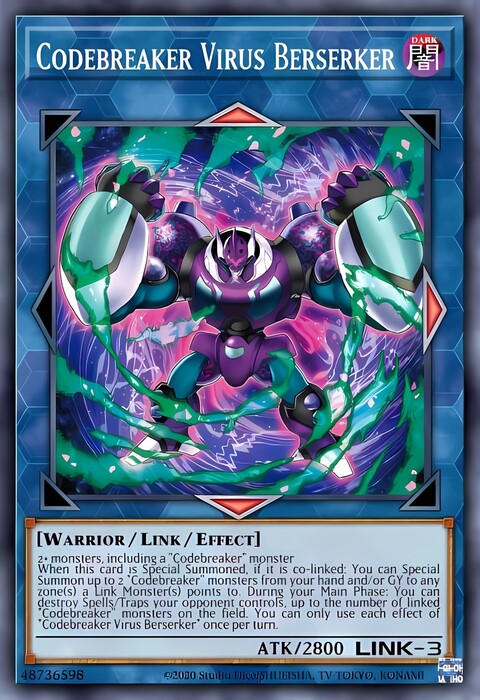 CODEBREAKER VIRUS BERSERKER
DARK
闇
[WARRIOR / LINK / EFFECT]
2+ monsters, including a "Codebreaker" monster
When this card is Special Summoned, if it is co-linked: You can Special
Summon up to 2 "Codebreaker" monsters from your hand and/or GY to any
zone(s) a Link Monster(s) points to. During your Main Phase: You can
destroy Spells/Traps your opponent controls, up to the number of linked
"Codebreaker" monsters on the field. You can only use each effect of
"Codebreaker Virus Berserker" once per turn.
ATK/2800 LINK-3
48736598
©2020 Studio Dice/SHUEISHA, TV TOKYO, KONAMI